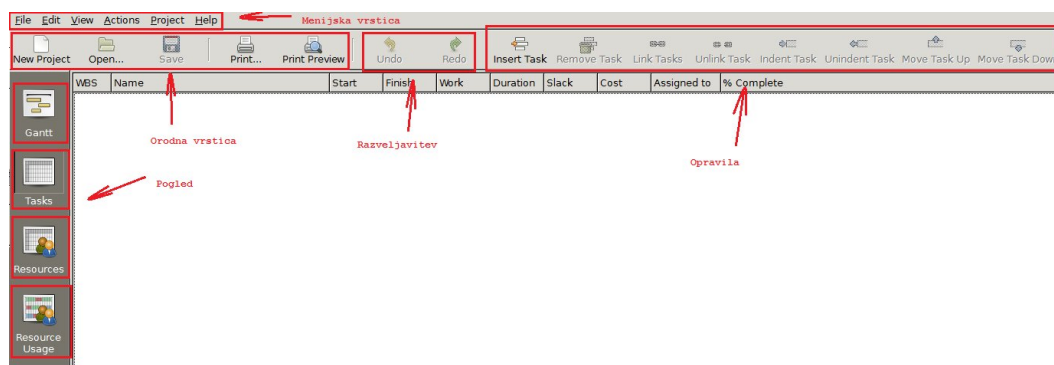 File Edit View Actions Project Help Menijska vrstica
New Project Open... Save Print... Print Preview Undo Redo Insert Task Remove Task Link Tasks Unlink Task Indent Task Unindent Task Move Task Up Move Task Down
WBS Name Start Finish Work Duration Slack Cost Assigned to % Complete
Gantt
Orodna vrstica Razveljavitev
Opravila
Pogled
Tasks
Resources
Resource
Usage